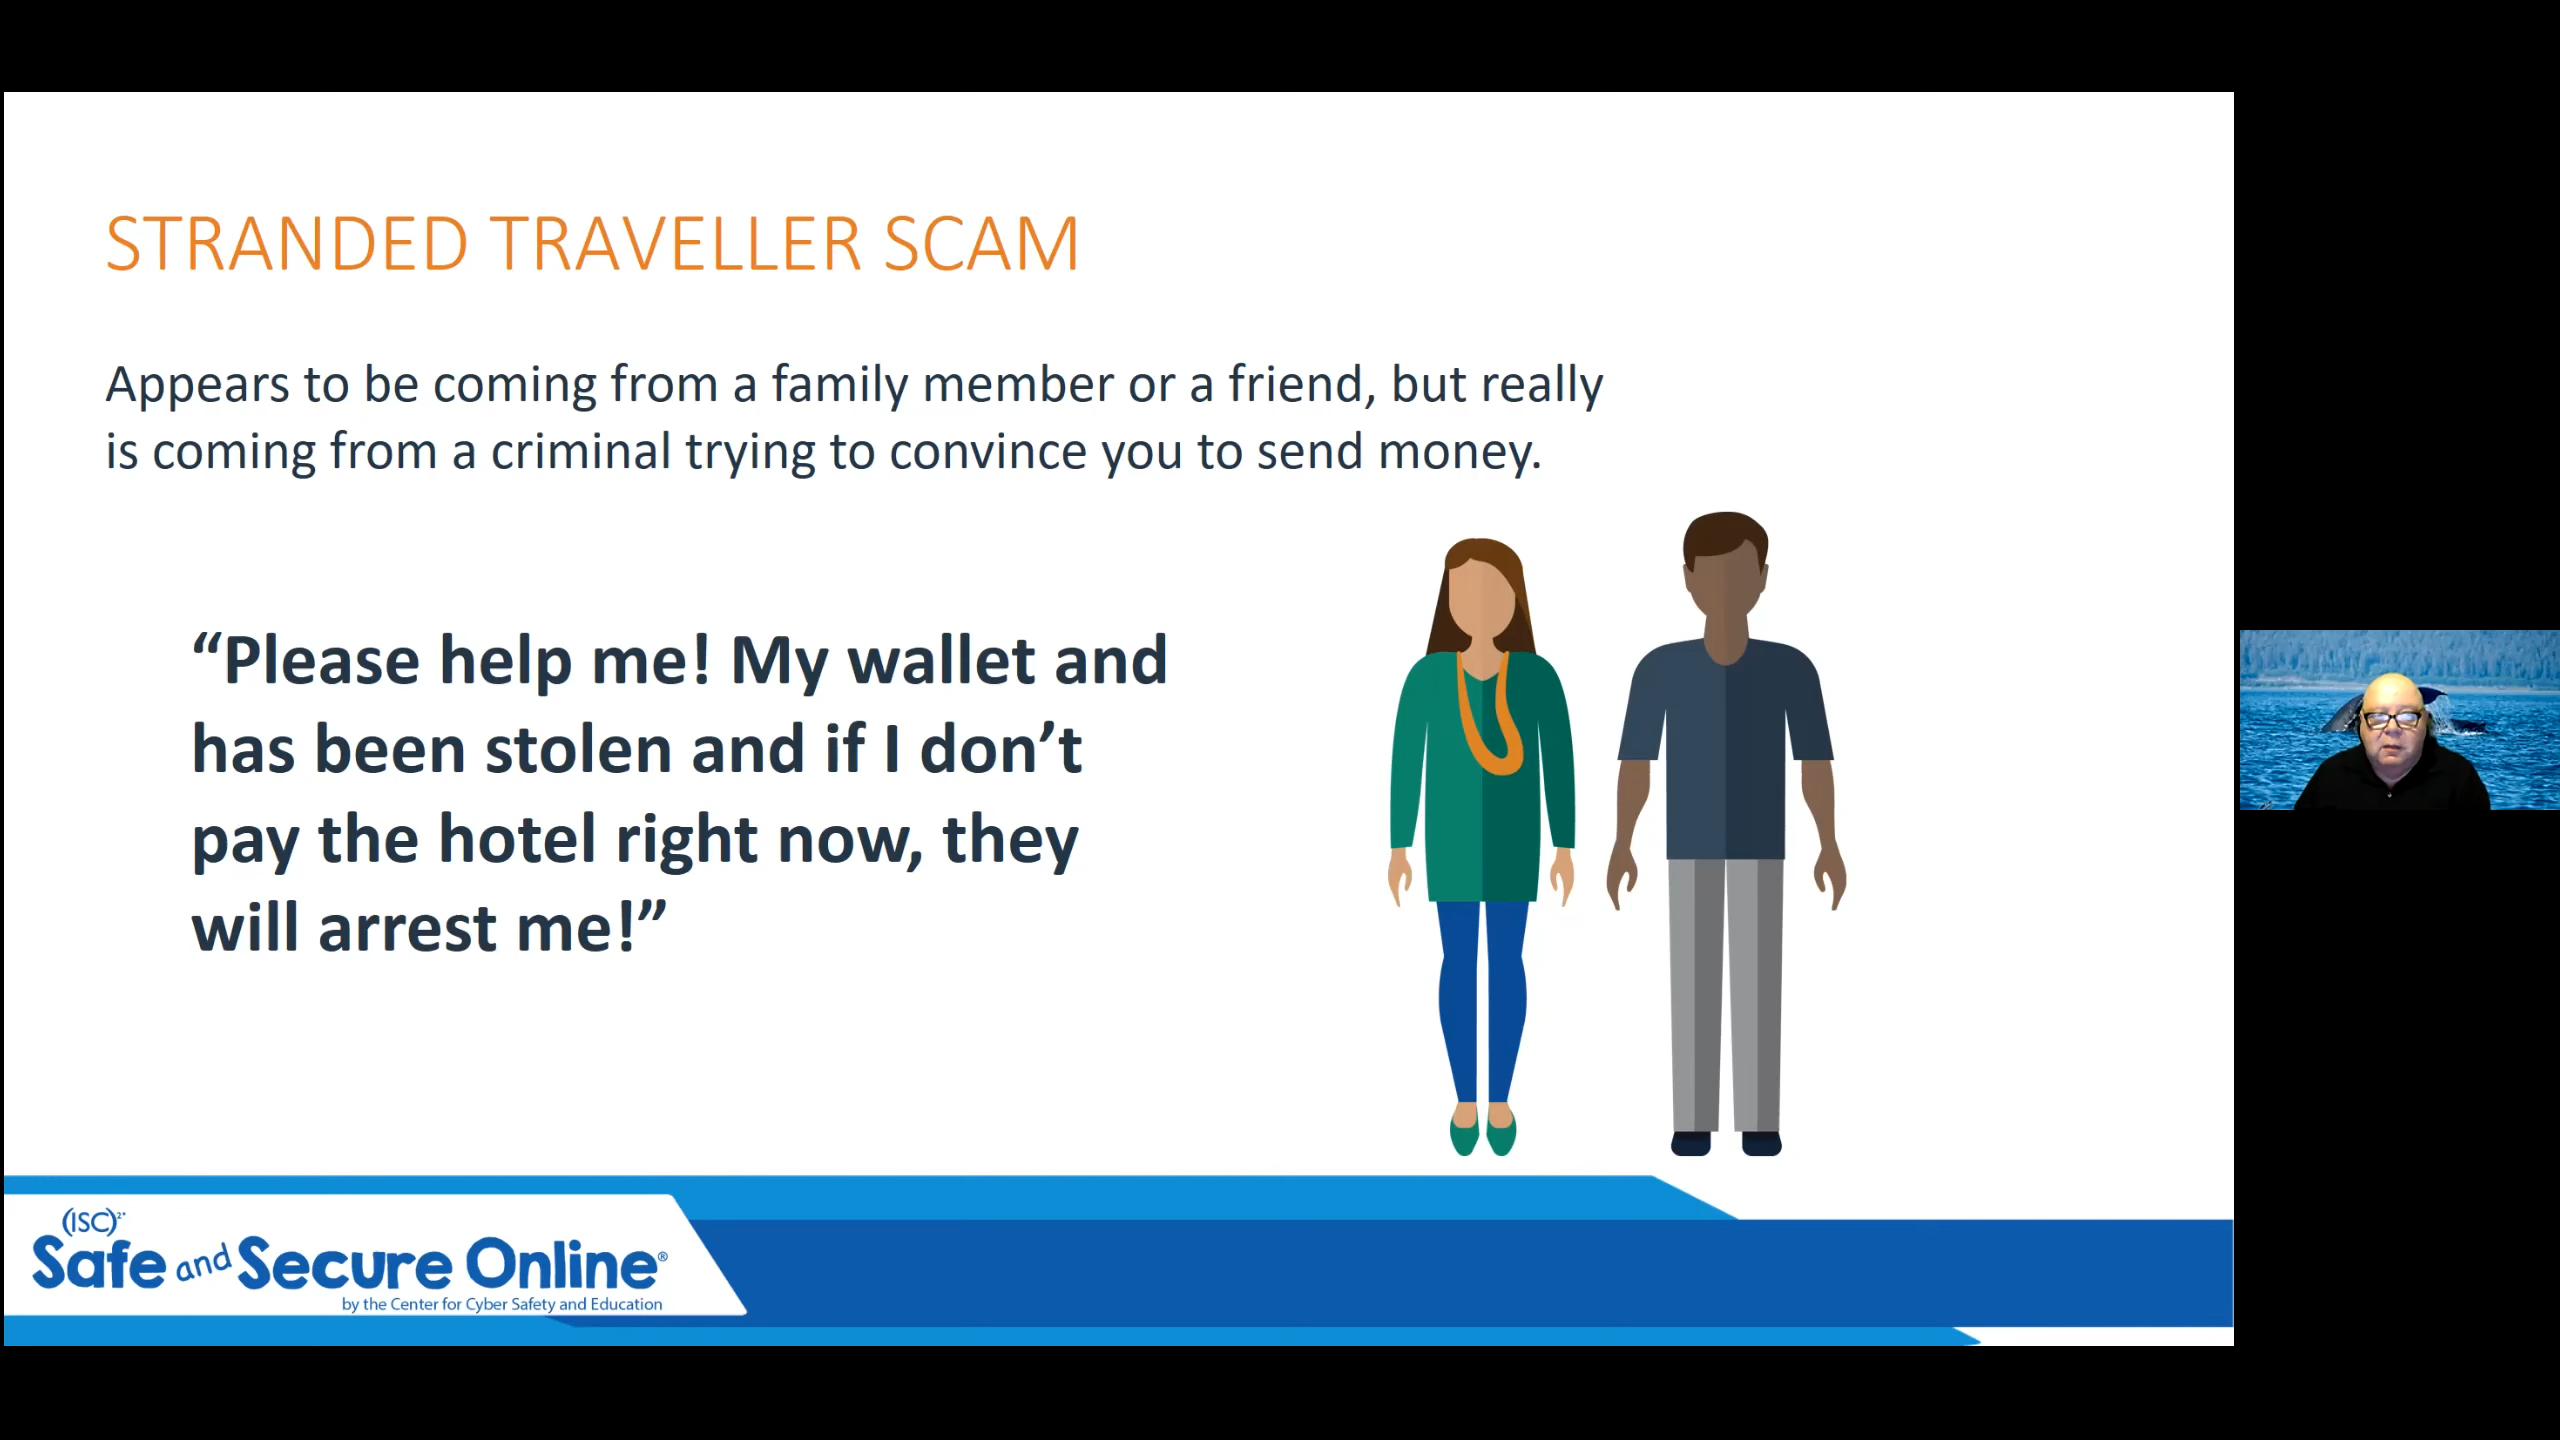 STRANDED TRAVELLER SCAM
Appears to be coming from a family member or a friend, but really
is coming from a criminal trying to convince you to send money.
“Please help me! My wallet and
has been stolen and if I don’t
pay the hotel right now, they
will arrest me!”
(ISC)²
Safe and Secure Online®
by the Center for Cyber Safety and Education